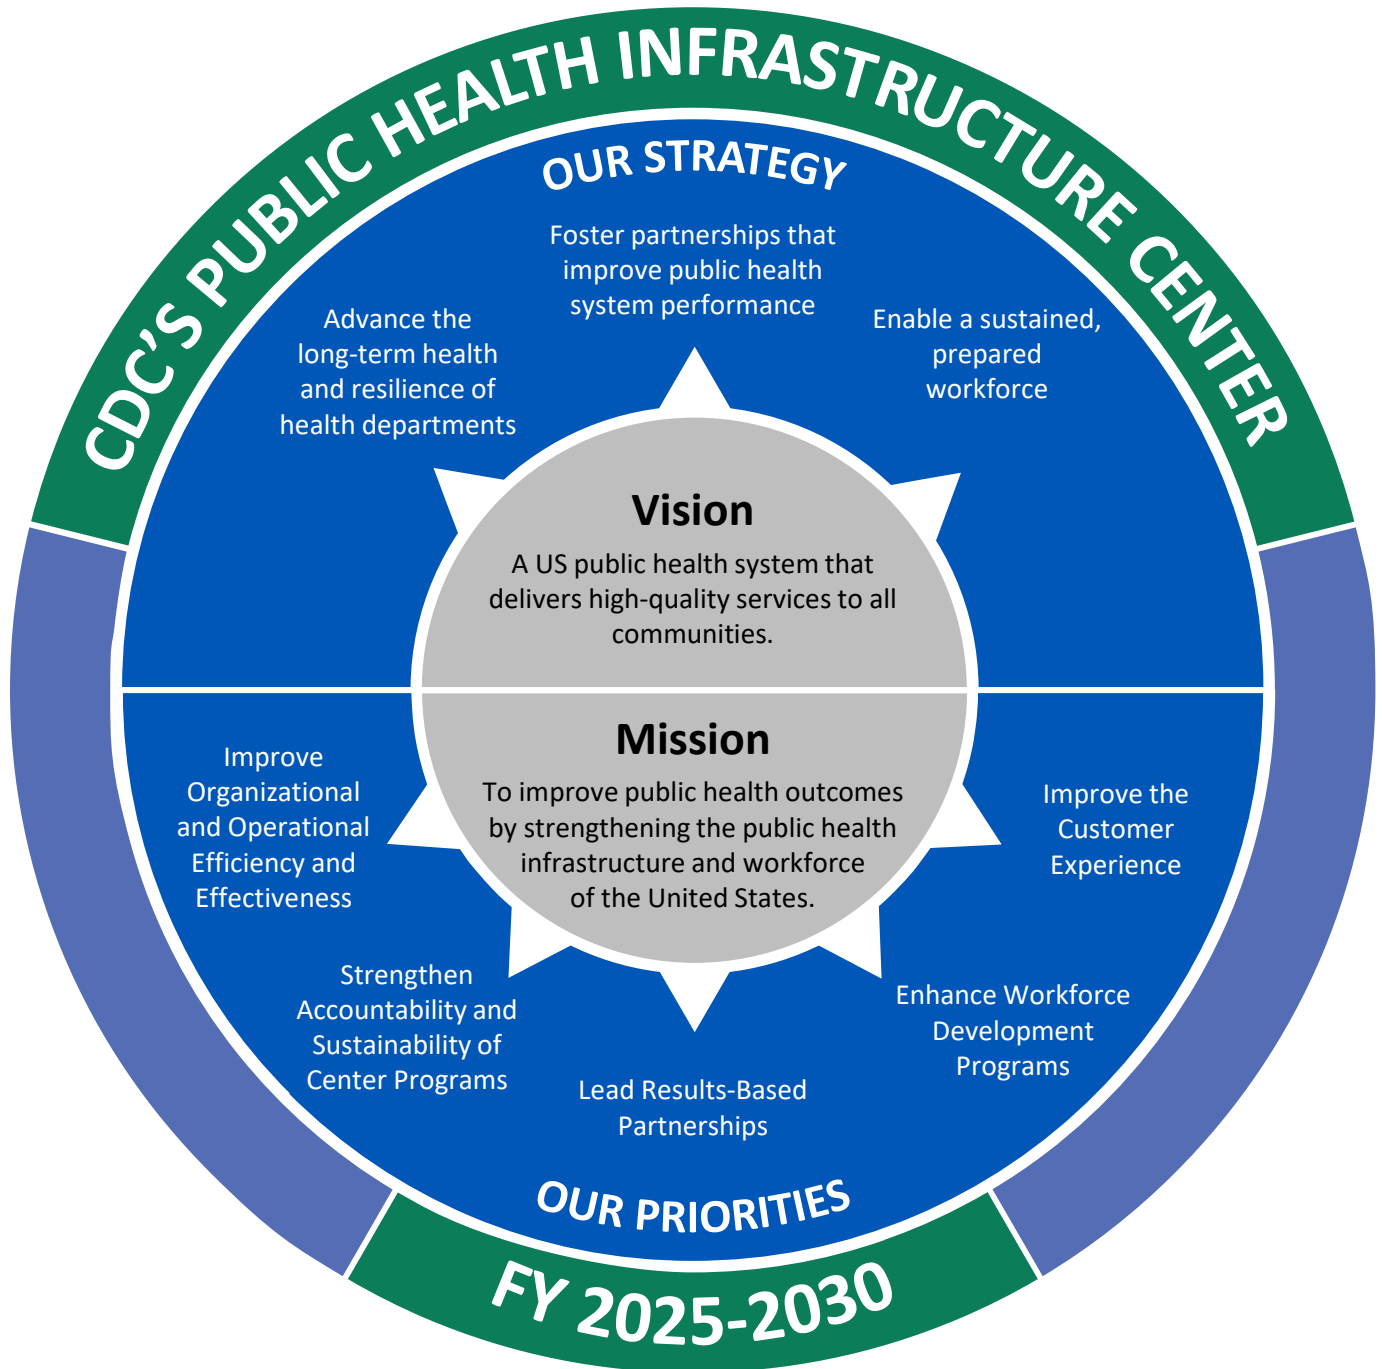 CDC'S PUBLIC HEALTH INFRASTRUCTURE CENTER
OUR STRATEGY
Advance the
long-term health
and resilience of
health departments
Foster partnerships that
improve public health
system performance
Enable a sustained,
prepared
workforce
Vision
A US public health system that
delivers high-quality services to all
communities.
Mission
To improve public health outcomes
by strengthening the public health
infrastructure and workforce
of the United States.
Improve
Organizational
and Operational
Efficiency and
Effectiveness
Strengthen
Accountability and
Sustainability of
Center Programs
Lead Results-Based
Partnerships
Enhance Workforce
Development
Programs
Improve the
Customer
Experience
OUR PRIORITIES
FY 2025-2030